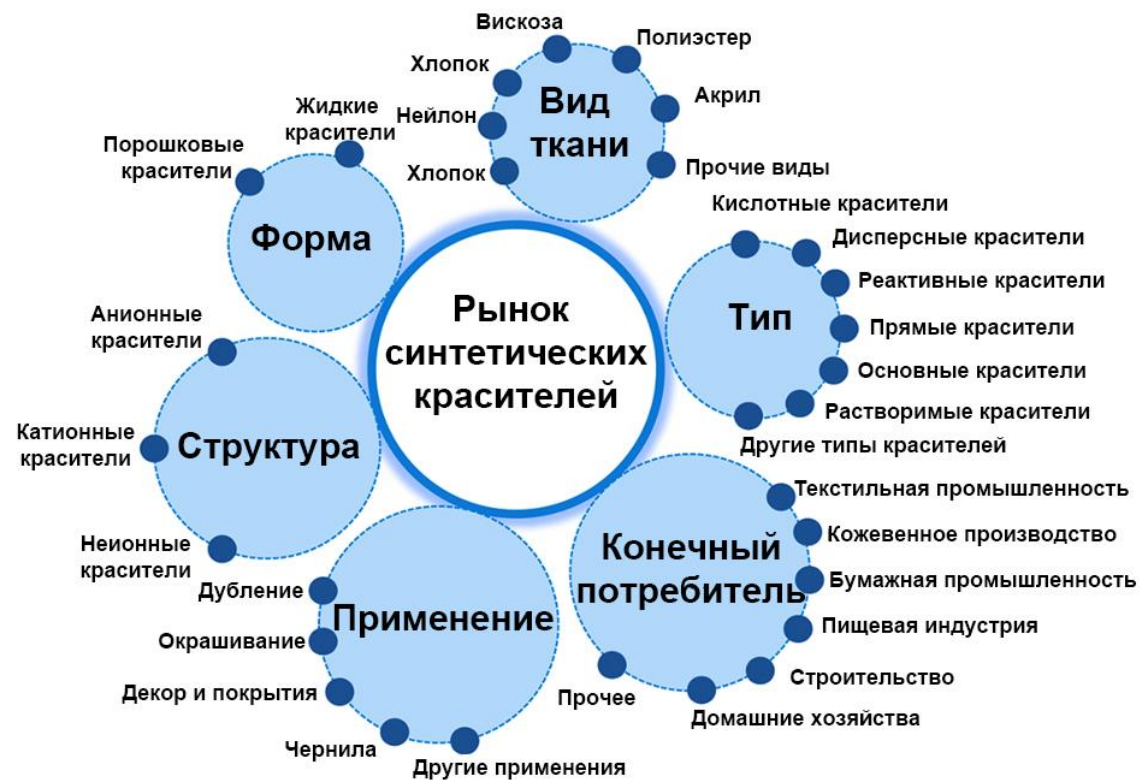 Вискоза
Полиэстер
Хлопок
Акрил
Нейлон
Хлопок
Прочие виды
Вид
ткани
Жидкие
красители
Порошковые
красители
Форма
Кислотные красители
Дисперсные красители
Реактивные красители
Прямые красители
Основные красители
Растворимые красители
Другие типы красителей
Тип
Рынок
синтетических
красителей
Анионные
красители
Катионные
красители
Неионные
красители
Структура
Текстильная промышленность
Кожевенное производство
Бумажная промышленность
Пищевая индустрия
Строительство
Домашние хозяйства
Прочее
Конечный
потребитель
Дубление
Окрашивание
Декор и покрытия
Чернила
Другие применения
Применение